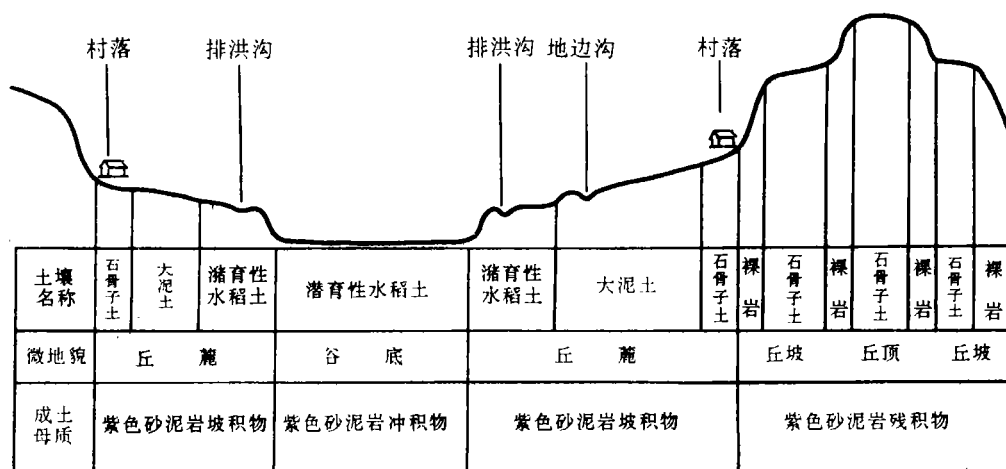 村落
排洪沟
排洪沟
地边沟
村落
土壤
名称
石骨子土
大泥土
潴育性
水稻土
潜育性水稻土
潴育性
水稻土
大泥土
石骨子土
裸岩
石骨子土
裸岩
石骨子土
裸岩
石骨子土
裸岩
微地貌
丘麓
谷底
丘麓
丘坡
丘顶
丘坡
成土
母质
紫色砂泥岩坡积物
紫色砂泥岩冲积物
紫色砂泥岩坡积物
紫色砂泥岩残积物